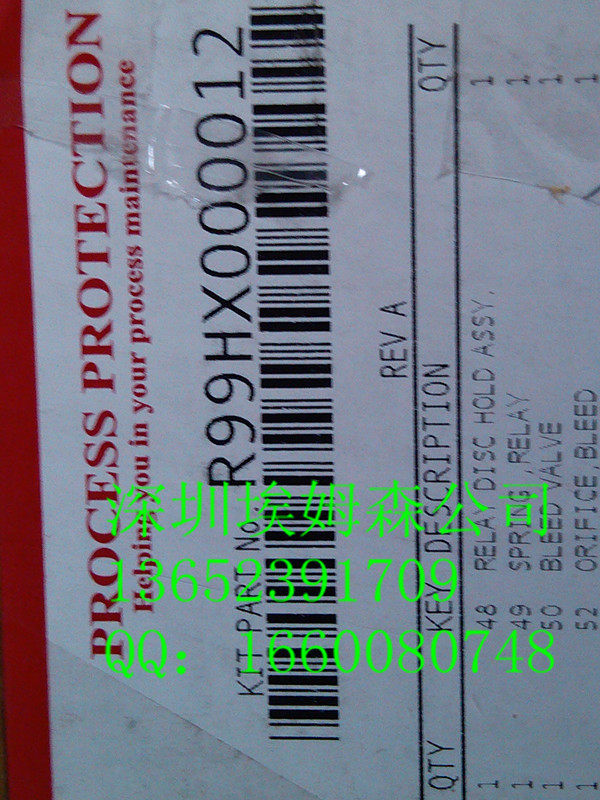 PROCESS PROTECTION
Helping you in your process maintenance
KIT PART No. R99HX000012
REV A
QTY KEY DESCRIPTION QTY
1 48 RELAY DISC HOLD ASSY. 1
1 49 SPRING,RELAY 1
1 50 BLEED VALVE 1
1 52 ORIFICE,BLEED 1
深圳埃姆森公司
13652391709
QQ：1660080748